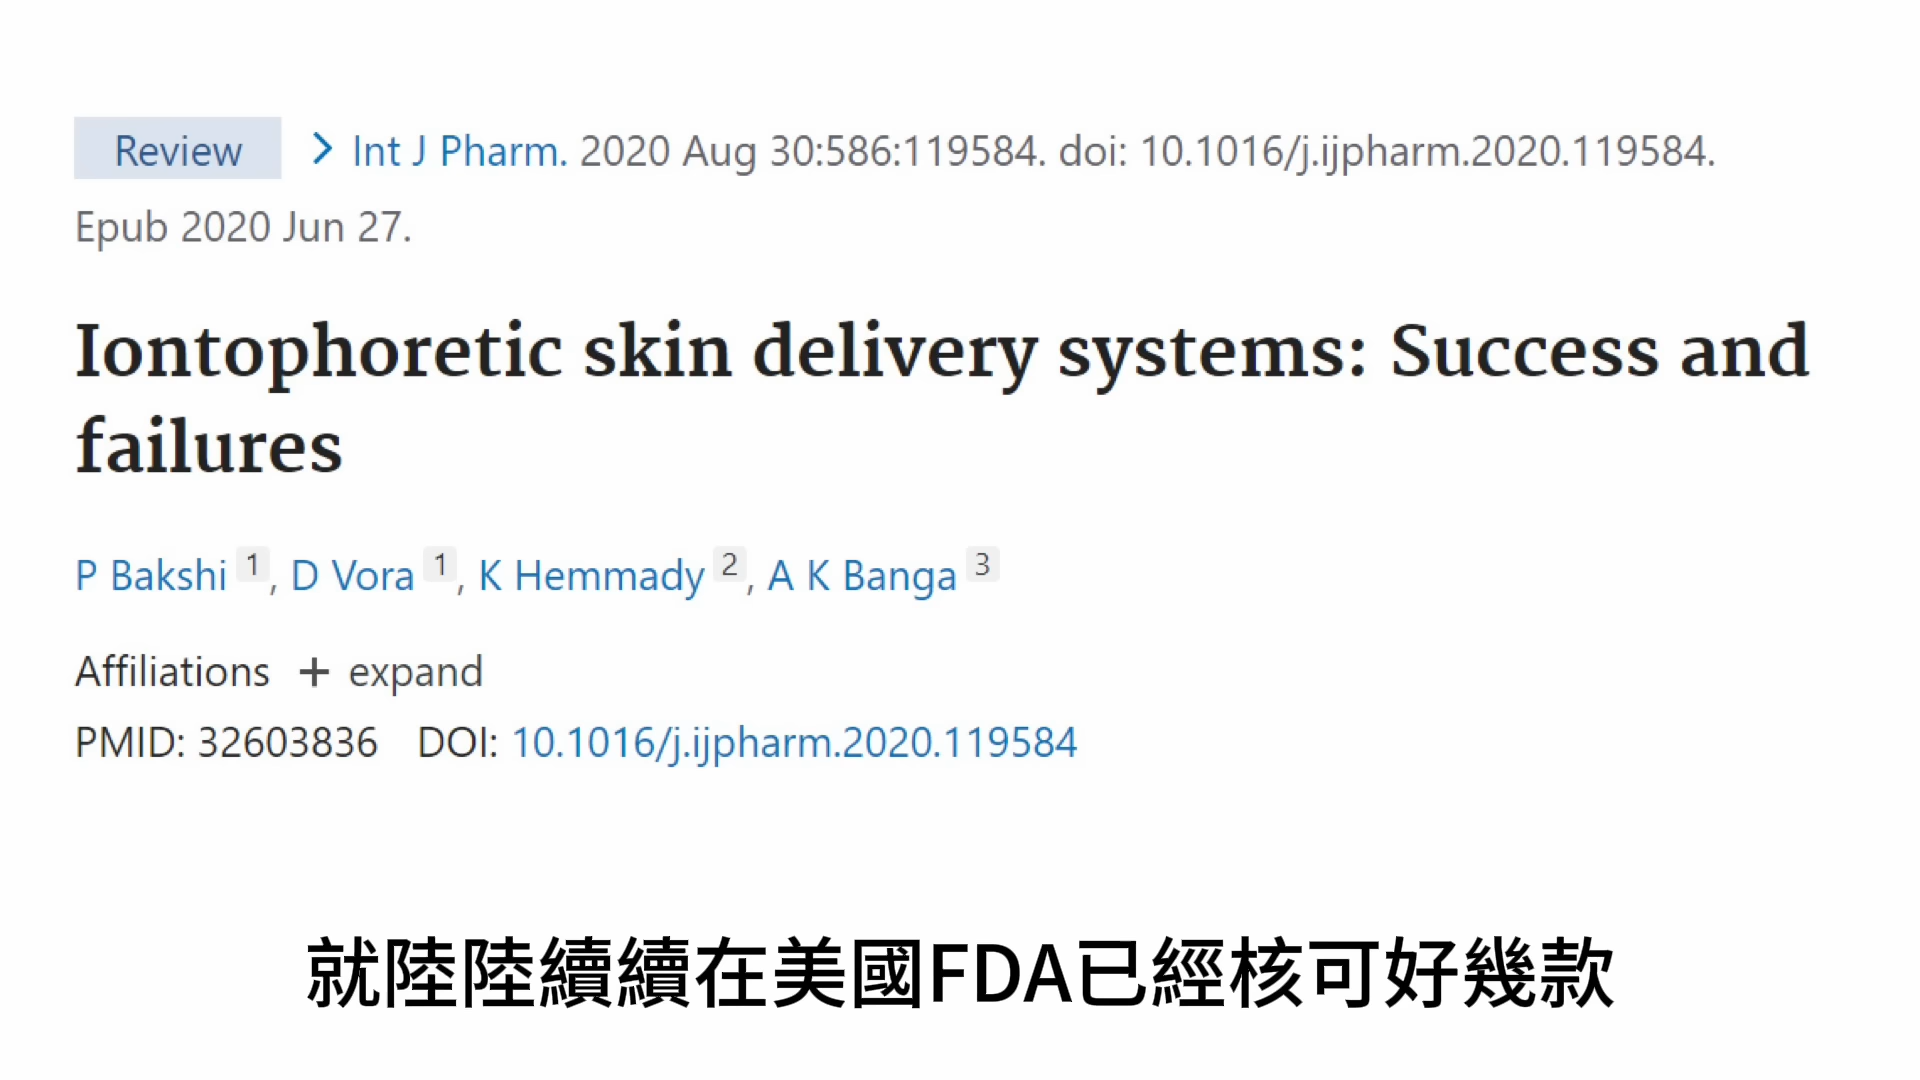 Review > Int J Pharm. 2020 Aug 30:586:119584. doi: 10.1016/j.ijpharm.2020.119584.
Epub 2020 Jun 27.
Iontophoretic skin delivery systems: Success and
failures
P Bakshi 1, D Vora 1, K Hemmady 2, A K Banga 3
Affiliations + expand
PMID: 32603836 DOI: 10.1016/j.ijpharm.2020.119584
就陸陸續續在美國FDA已經核可好幾款